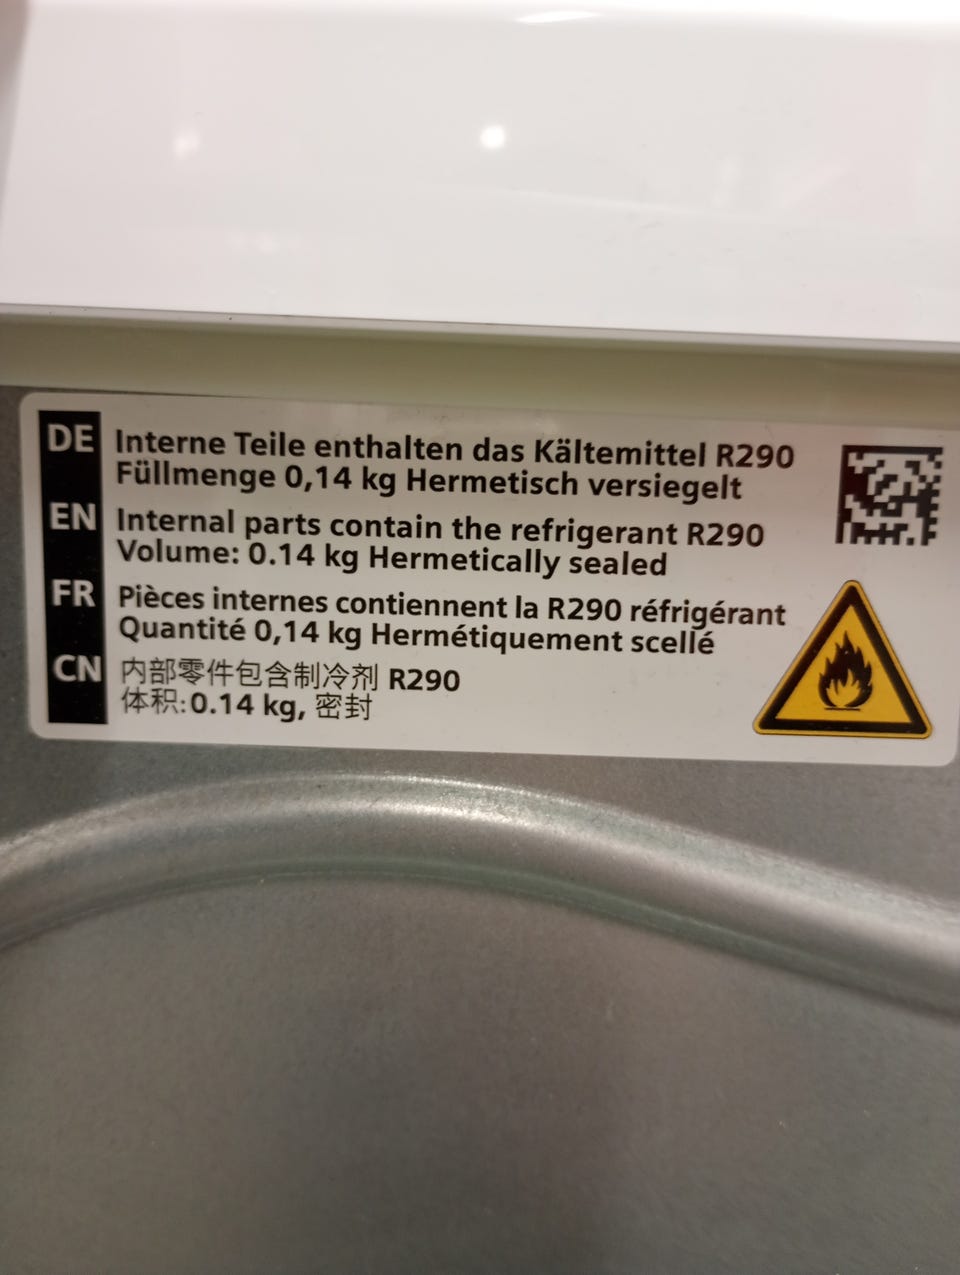 DE
Interne Teile enthalten das Kältemittel R290
Füllmenge 0,14 kg Hermetisch versiegelt
EN
Internal parts contain the refrigerant R290
Volume: 0.14 kg Hermetically sealed
FR
Pièces internes contiennent la R290 réfrigérant
Quantité 0,14 kg Hermétiquement scellé
CN
内部零件包含制冷剂 R290
体积:0.14 kg, 密封